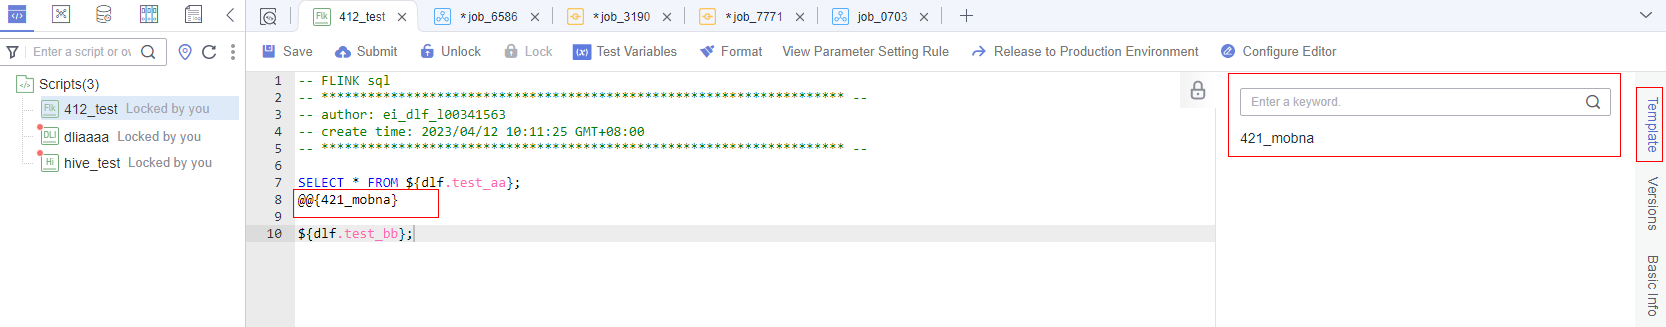 Flk 412_test
*job_6586
*job_3190
*job_7771
job_0703
Enter a script or ov
Save Submit Unlock Lock (x) Test Variables Format View Parameter Setting Rule Release to Production Environment Configure Editor
Scripts(3)
Flk 412_test Locked by you
DLI dliaaaa Locked by you
Hi hive_test Locked by you
1 -- FLINK sql
2 -- ******************************************************************** --
3 -- author: ei_dlf_l00341563
4 -- create time: 2023/04/12 10:11:25 GMT+08:00
5 -- ******************************************************************** --
6
7 SELECT * FROM ${dlf.test_aa};
8 @@{421_mobna}
9
10 ${dlf.test_bb};
Enter a keyword.
421_mobna
Template
Versions
Basic Info